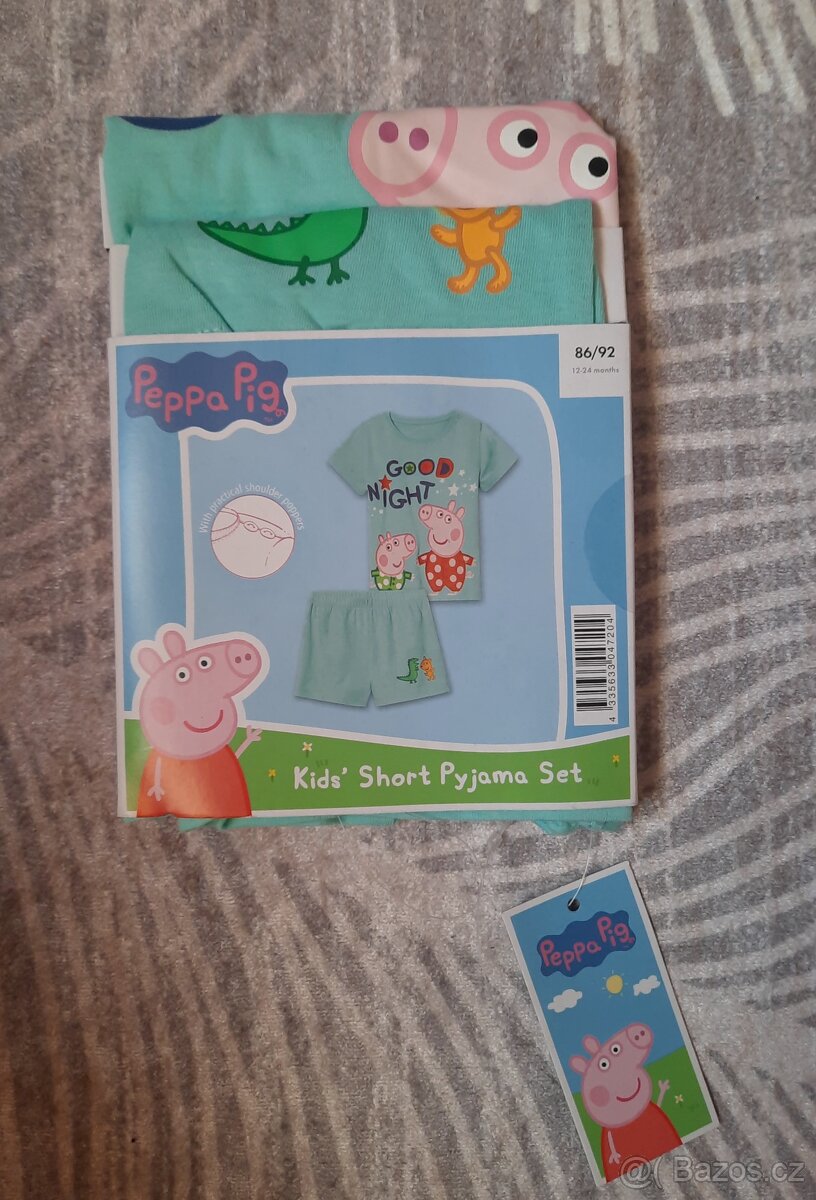 86/92
12-24 months
Peppa Pig
With practical shoulder poppers
GOOD
NIGHT
4 335633 047204
Kids' Short Pyjama Set
Peppa Pig
@( Bazos.cz